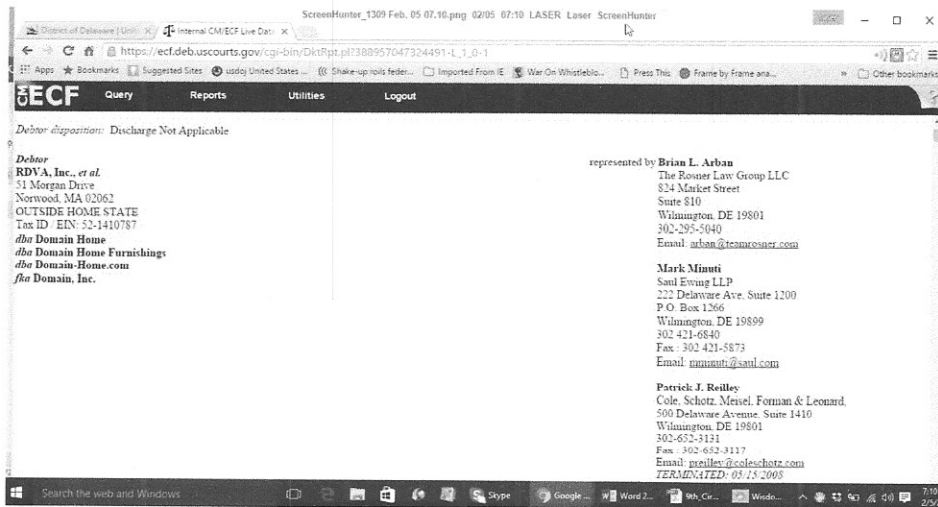 ScreenHunter_1309 Feb. 05 07.10.png 02/05 07:10 LASER Loser ScreenHunter
District of Delaware | Unit
Internal CM/ECF Live Data
https://ecf.deb.uscourts.gov/cgi-bin/DktRpt.pl?388957047324491-L_1_0-1
Apps Bookmarks Suggested Sites usdoj United States ... Shake-up roils feder... Imported From IE War On Whistleblo... Press This Frame by Frame ana... » Other bookmarks
CM ECF Query Reports Utilities Logout
Debtor disposition: Discharge Not Applicable
Debtor
RDVA, Inc., et al.
51 Morgan Drive
Norwood, MA 02062
OUTSIDE HOME STATE
Tax ID / EIN: 52-1410787
dba Domain Home
dba Domain Home Furnishings
dba Domain-Home.com
fka Domain, Inc.
represented by Brian L. Arban
The Rosner Law Group LLC
824 Market Street
Suite 810
Wilmington, DE 19801
302-295-5040
Email: arban@teamrosner.com
Mark Minuti
Saul Ewing LLP
222 Delaware Ave, Suite 1200
P.O. Box 1266
Wilmington, DE 19899
302 421-6840
Fax : 302 421-5873
Email: mminuti@saul.com
Patrick J. Reilley
Cole, Schotz, Meisel, Forman & Leonard,
500 Delaware Avenue, Suite 1410
Wilmington, DE 19801
302-652-3131
Fax : 302-652-3117
Email: preilley@coleschotz.com
TERMINATED: 05/15/2008
Search the web and Windows Skype Google ... Word 2... 9th_Cir... Wisdo... 7:10
2/5/